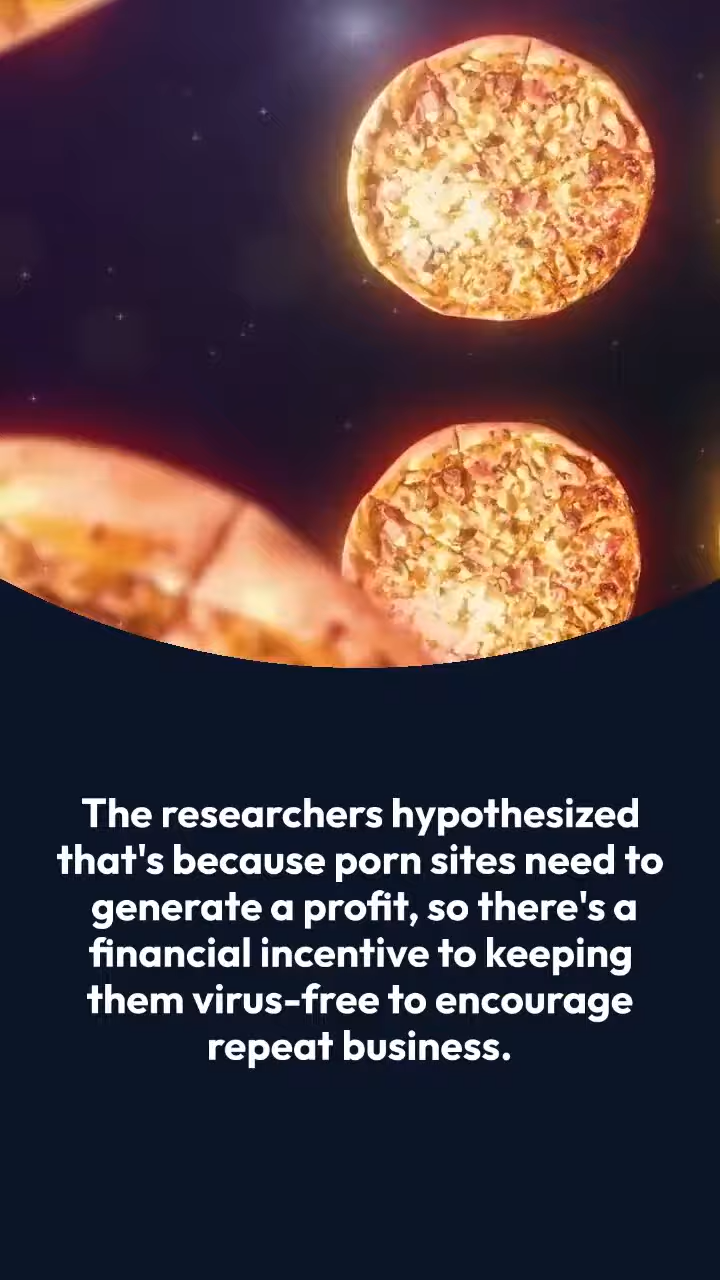 The researchers hypothesized
that's because porn sites need to
generate a profit, so there's a
financial incentive to keeping
them virus-free to encourage
repeat business.